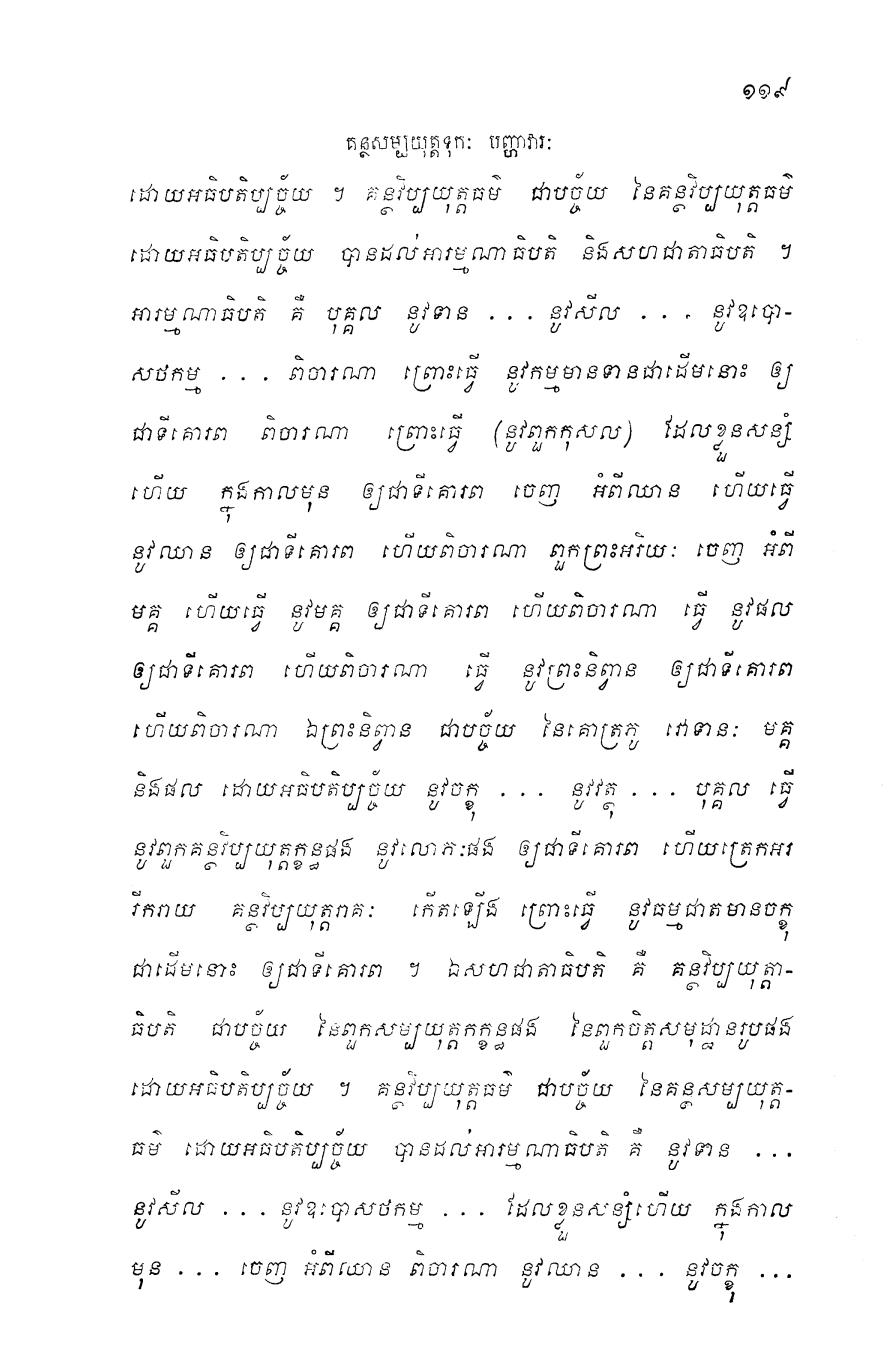 ១១៩
គន្ថសម្បយុត្តទុកៈ បញ្ហាវារៈ
ដោយអធិបតិប្បច្ច័យ ។ គន្ថវិប្បយុត្តធម៌ ជាបច្ច័យ នៃគន្ថវិប្បយុត្តធម៌
ដោយអធិបតិប្បច្ច័យ បានដល់អារម្មណាធិបតិ និងសហជាតាធិបតិ ។
អារម្មណាធិបតិ គឺ បុគ្គល នូវទាន ... នូវសីល ... នូវឧបោ-
សថកម្ម ... ពិចារណា ព្រោះធ្វើ នូវកម្មមានទានជាដើមនោះ ឲ្យ
ជាទីគោរព ពិចារណា ព្រោះធ្វើ (នូវពួកកុសល) ដែលខ្លួនសន្សំ
ហើយ ក្នុងកាលមុន ឲ្យជាទីគោរព ចេញ អំពីឈាន ហើយធ្វើ
នូវឈាន ឲ្យជាទីគោរព ហើយពិចារណា ពួកព្រះអរិយៈ ចេញ អំពី
មគ្គ ហើយធ្វើ នូវមគ្គ ឲ្យជាទីគោរព ហើយពិចារណា ធ្វើ នូវផល
ឲ្យជាទីគោរព ហើយពិចារណា ធ្វើ នូវព្រះនិព្វាន ឲ្យជាទីគោរព
ហើយពិចារណា ឯព្រះនិព្វាន ជាបច្ច័យ នៃគោត្រភូ វោទានៈ មគ្គ
និងផល ដោយអធិបតិប្បច្ច័យ នូវចក្ខុ ... នូវវត្ថុ ... បុគ្គល ធ្វើ
នូវពួកគន្ថវិប្បយុត្តក្ខន្ធផង នូវលោភៈផង ឲ្យជាទីគោរព ហើយត្រេកអរ
រីករាយ គន្ថវិប្បយុត្តរាគៈ កើតឡើង ព្រោះធ្វើ នូវធម្មជាតមានចក្ខុ
ជាដើមនោះ ឲ្យជាទីគោរព ។ ឯសហជាតាធិបតិ គឺ គន្ថវិប្បយុត្តា-
ធិបតិ ជាបច្ច័យ នៃពួកសម្បយុត្តកក្ខន្ធផង នៃពួកចិត្តសមុដ្ឋានរូបផង
ដោយអធិបតិប្បច្ច័យ ។ គន្ថវិប្បយុត្តធម៌ ជាបច្ច័យ នៃគន្ថសម្បយុត្ត-
ធម៌ ដោយអធិបតិប្បច្ច័យ បានដល់អារម្មណាធិបតិ គឺ នូវទាន ...
នូវសីល ... នូវឧបោសថកម្ម ... ដែលខ្លួនសន្សំហើយ ក្នុងកាល
មុន ... ចេញ អំពីឈាន ពិចារណា នូវឈាន ... នូវចក្ខុ ...